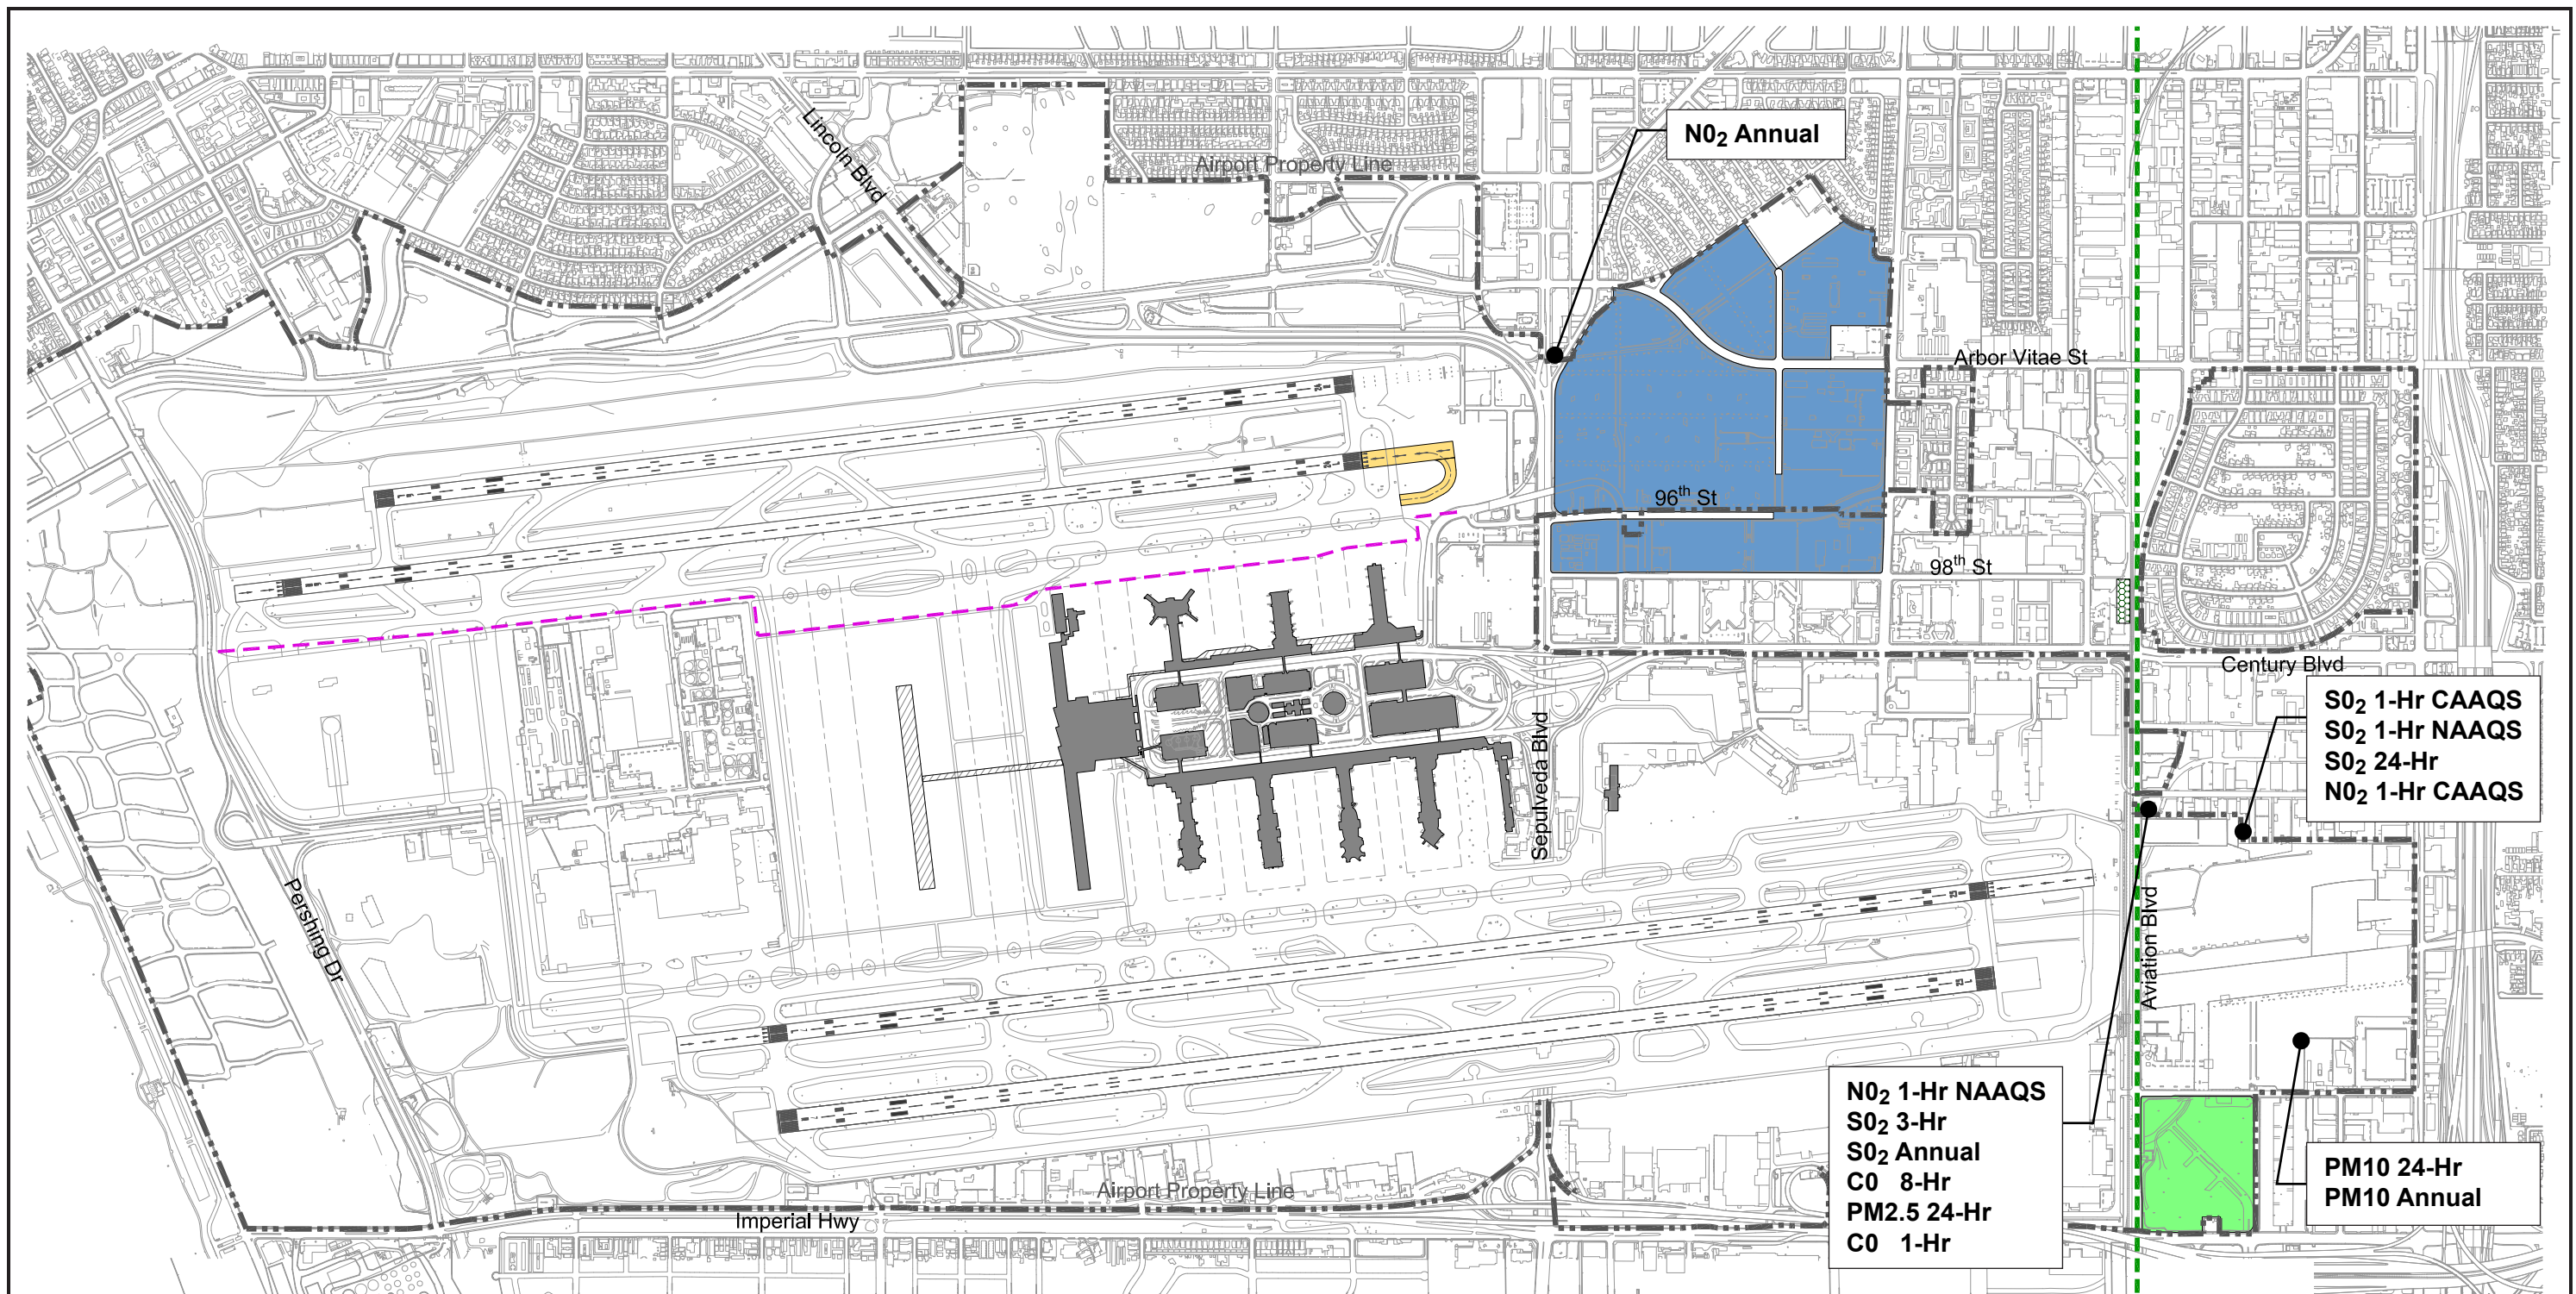 N0₂ Annual
Lincoln Blvd
Airport Property Line
Arbor Vitae St
96th St
98th St
Century Blvd
S0₂ 1-Hr CAAQS
S0₂ 1-Hr NAAQS
S0₂ 24-Hr
N0₂ 1-Hr CAAQS
Sepulveda Blvd
Pershing Dr
Aviation Blvd
N0₂ 1-Hr NAAQS
S0₂ 3-Hr
S0₂ Annual
C0 8-Hr
PM2.5 24-Hr
C0 1-Hr
PM10 24-Hr
PM10 Annual
Airport Property Line
Imperial Hwy